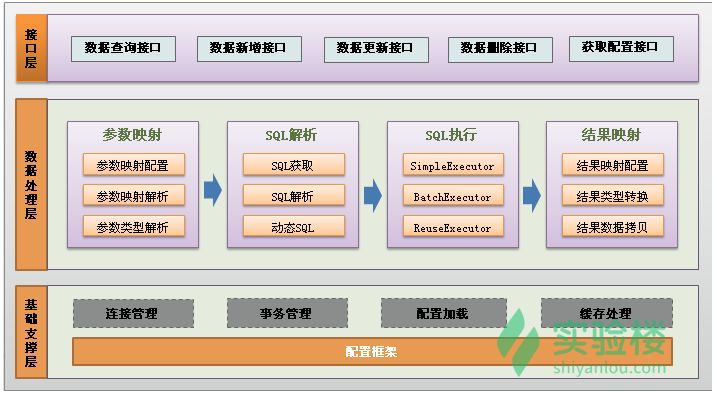 接口层
数据查询接口
数据新增接口
数据更新接口
数据删除接口
获取配置接口
数据处理层
参数映射
参数映射配置
参数映射解析
参数类型解析
SQL解析
SQL获取
SQL解析
动态SQL
SQL执行
SimpleExecutor
BatchExecutor
ReuseExecutor
结果映射
结果映射配置
结果类型转换
结果数据拷贝
基础支撑层
连接管理
事务管理
配置加载
缓存处理
配置框架
实验楼
shiyanlou.com